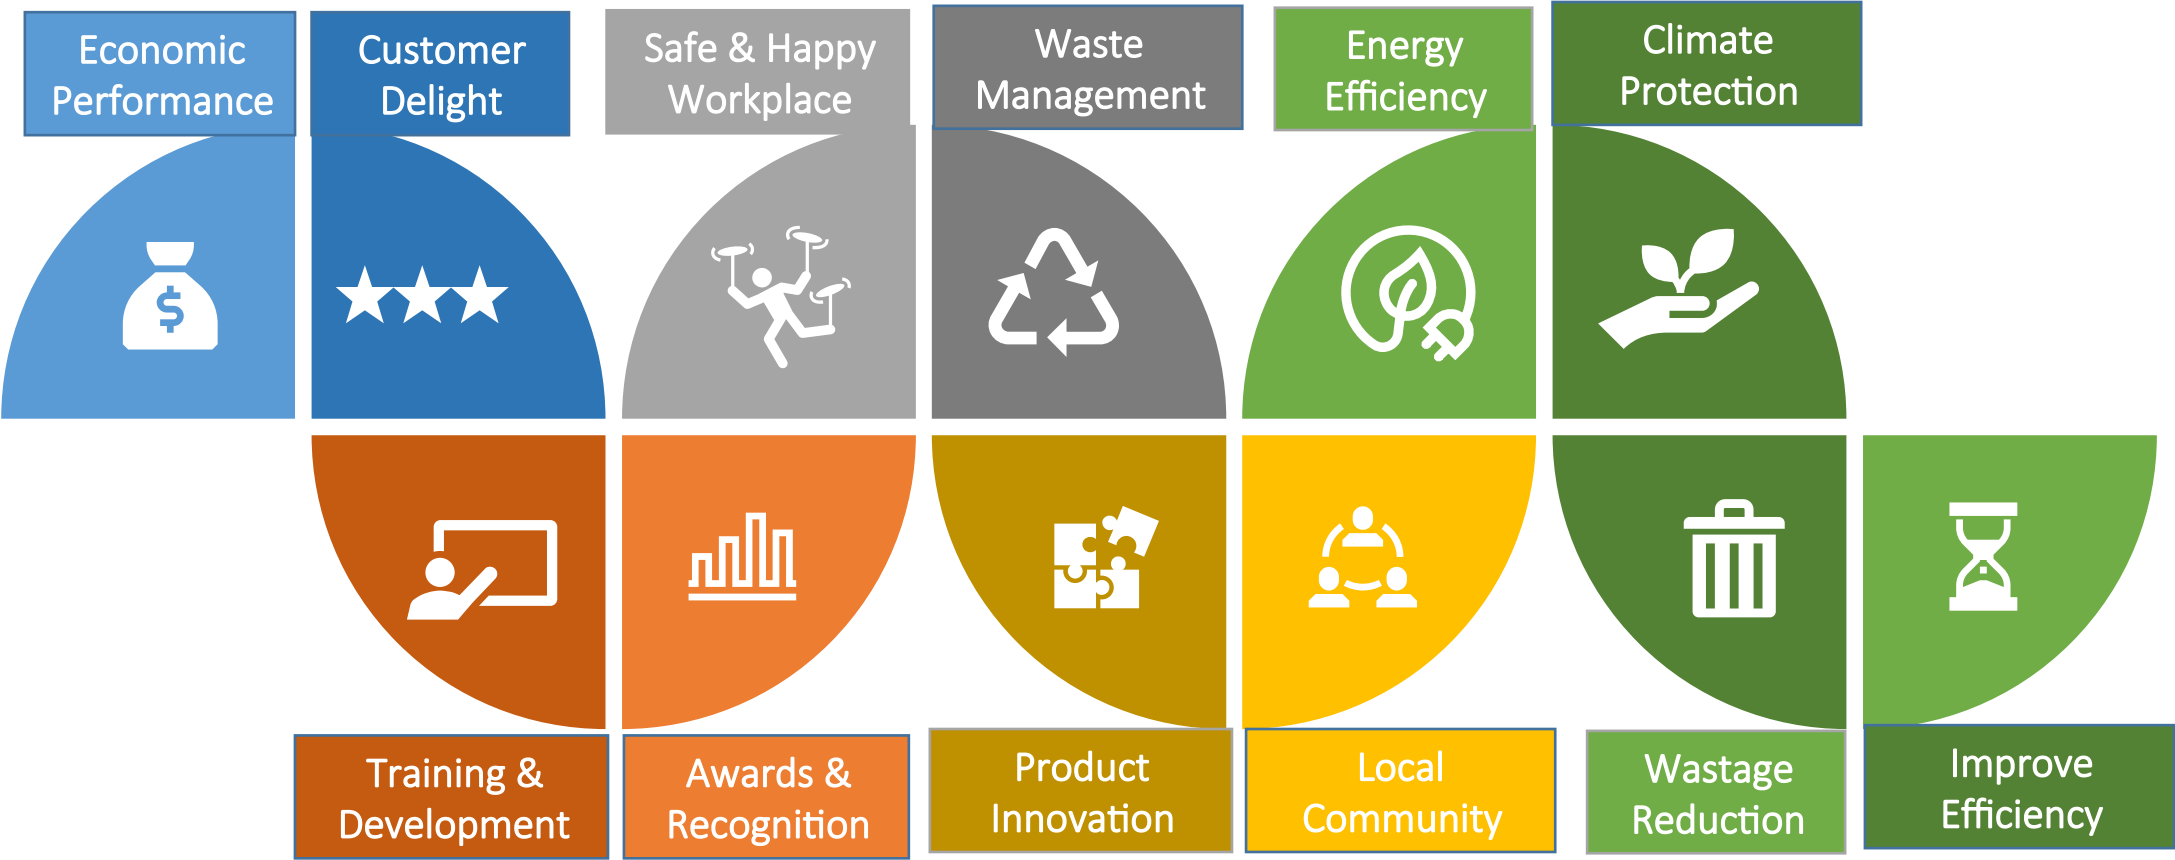 Economic
Performance
Customer
Delight
Safe & Happy
Workplace
Waste
Management
Energy
Efficiency
Climate
Protection
$
Training &
Development
Awards &
Recognition
Product
Innovation
Local
Community
Wastage
Reduction
Improve
Efficiency